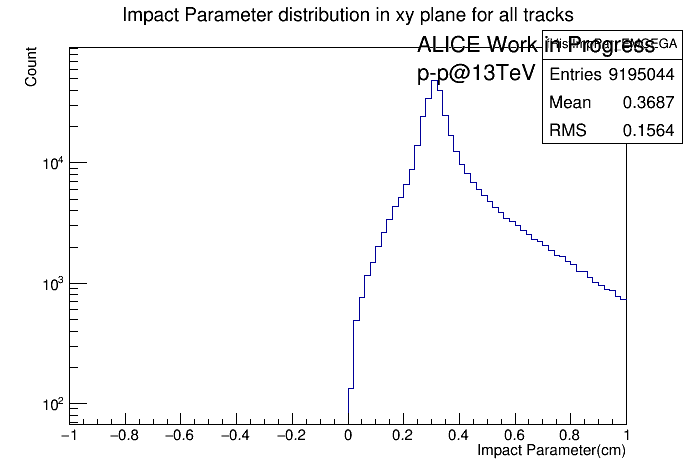 Impact Parameter distribution in xy plane for all tracks
Count
ALICE Work in Progress
p-p@13TeV
Entries 9195044
Mean 0.3687
RMS 0.1564
10⁴
10³
10²
−1 −0.8 −0.6 −0.4 −0.2 0 0.2 0.4 0.6 0.8 1
Impact Parameter(cm)